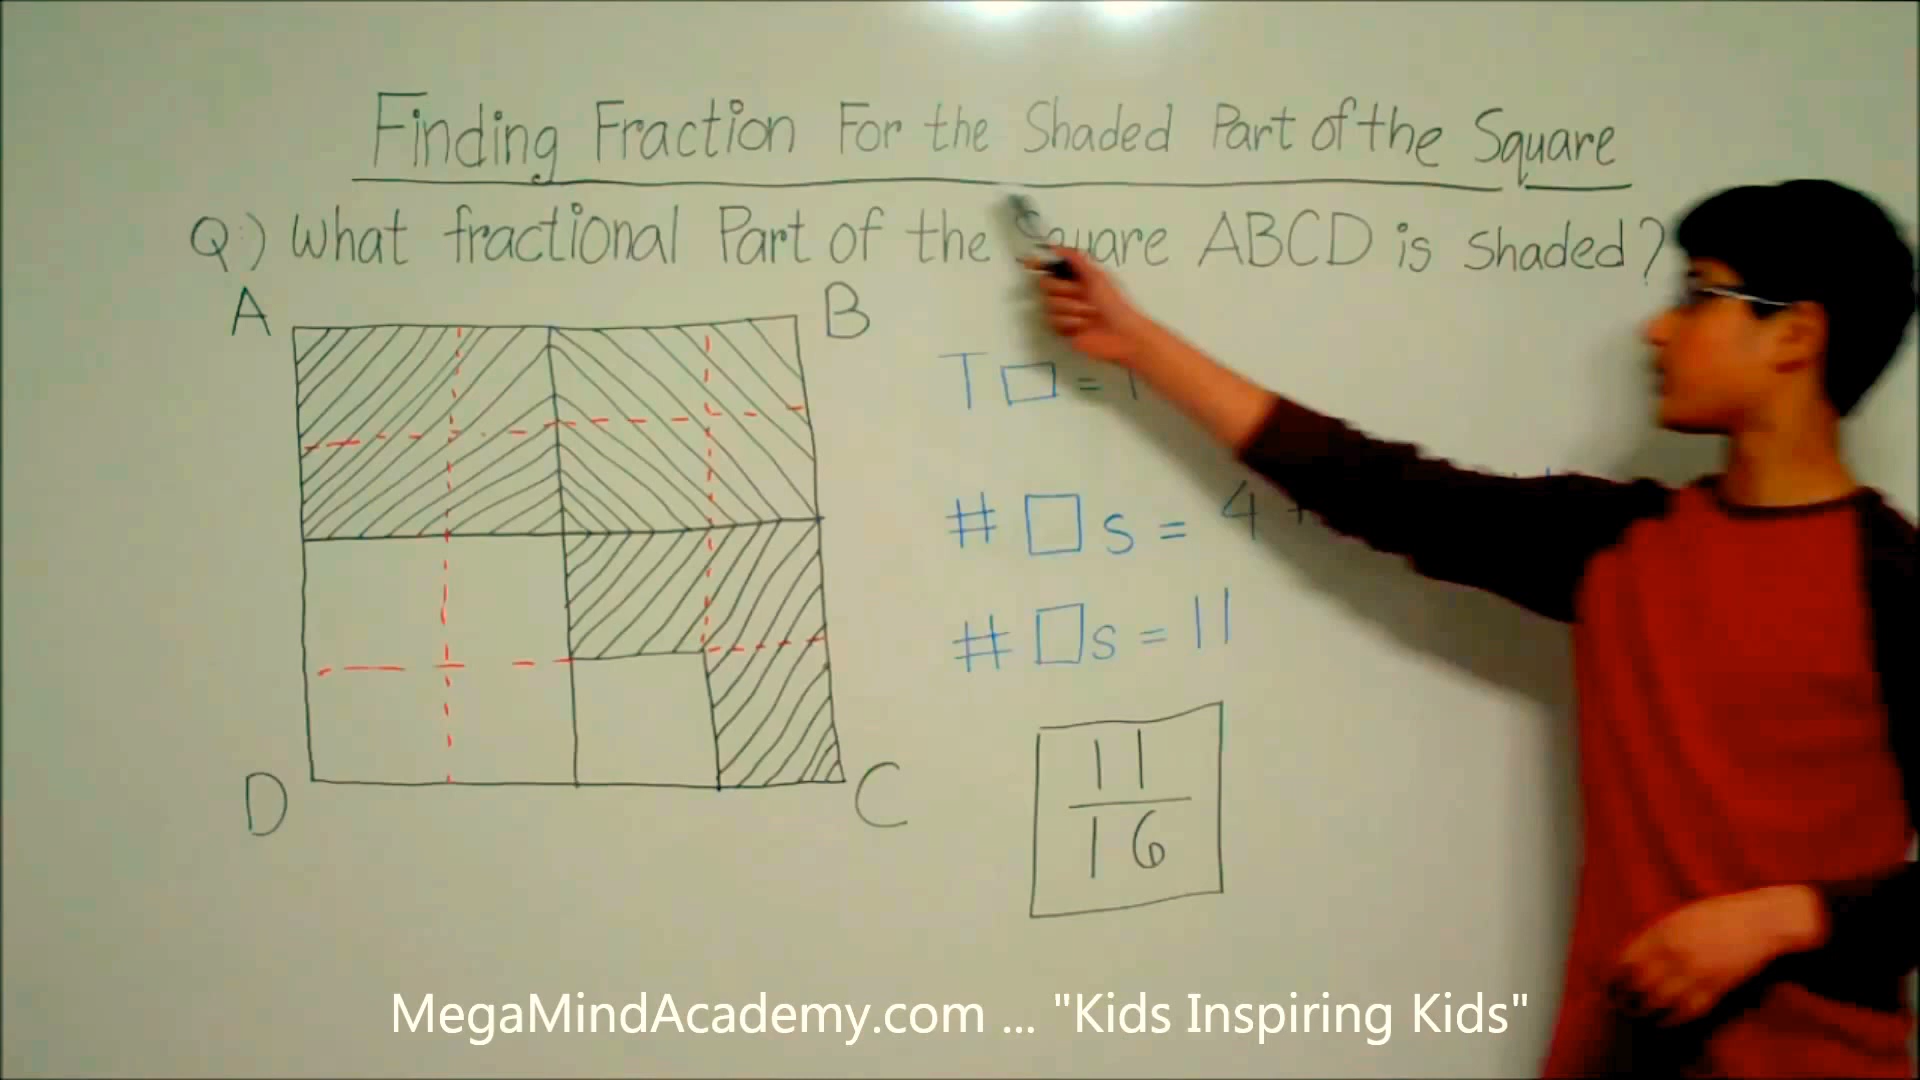 Finding Fraction For the Shaded Part of the Square
Q:) What fractional Part of the Square ABCD is Shaded?
A
B
T □ =
# □ s = 4 +
# □ s = 11
11
16
D
C
MegaMindAcademy.com ... "Kids Inspiring Kids"